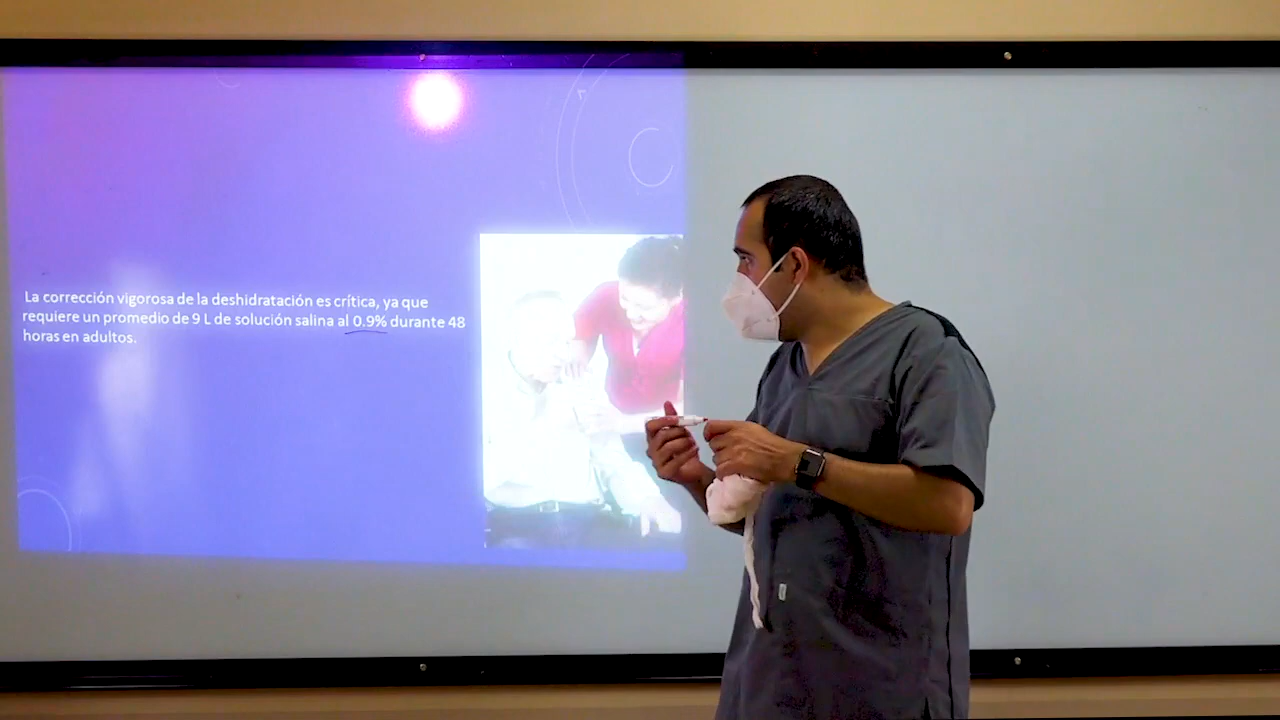 La corrección vigorosa de la deshidratación es crítica, ya que
requiere un promedio de 9 L de solución salina al 0.9% durante 48
horas en adultos.